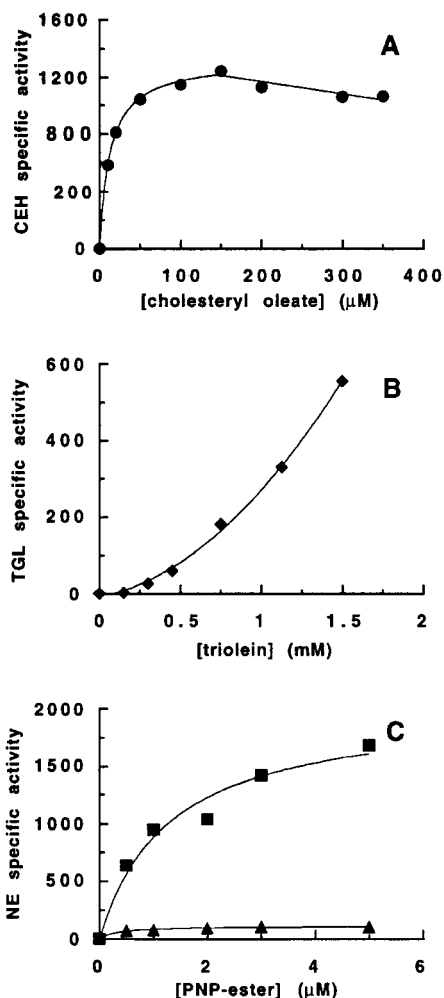 A
CEH specific activity
1600
1200
800
200
0
0 100 200 300 400
[cholesteryl oleate] (μM)
B
TGL specific activity
600
400
200
0
0 0.5 1 1.5 2
[triolein] (mM)
C
NE specific activity
2000
1500
1000
500
0
0 2 4 6
[PNP-ester] (μM)